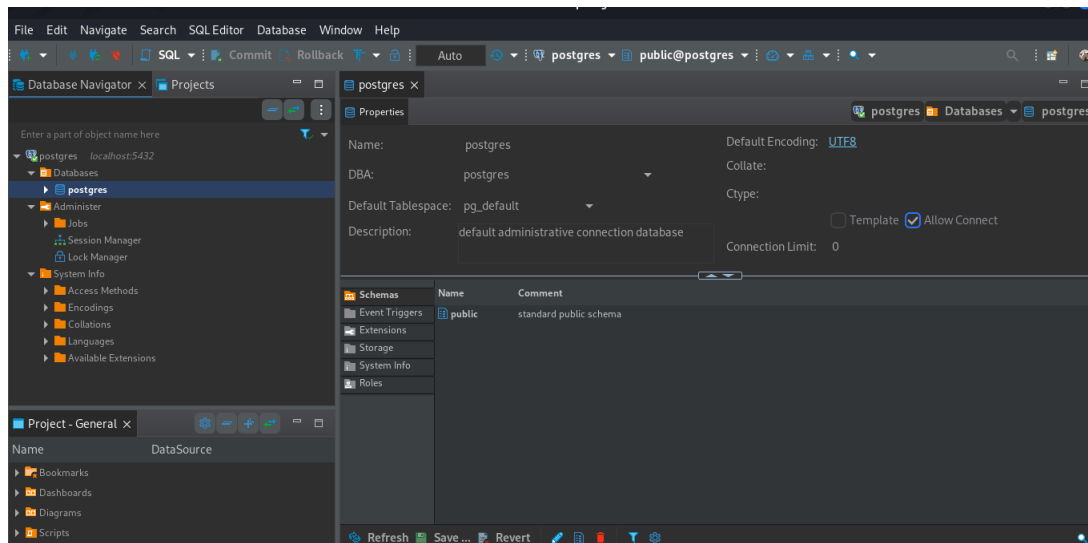 File Edit Navigate Search SQL Editor Database Window Help
SQL Commit Rollback Auto postgres public@postgres
Database Navigator Projects
Enter a part of object name here
postgres localhost:5432
Databases
postgres
Administer
Jobs
Session Manager
Lock Manager
System Info
Access Methods
Encodings
Collations
Languages
Available Extensions
Project - General
Name DataSource
Bookmarks
Dashboards
Diagrams
Scripts
postgres
Properties
postgres Databases postgres
Name: postgres
DBA: postgres
Default Tablespace: pg_default
Description: default administrative connection database
Default Encoding: UTF8
Collate:
Ctype:
Template Allow Connect
Connection Limit: 0
Schemas
Event Triggers
Extensions
Storage
System Info
Roles
Name Comment
public standard public schema
Refresh Save ... Revert